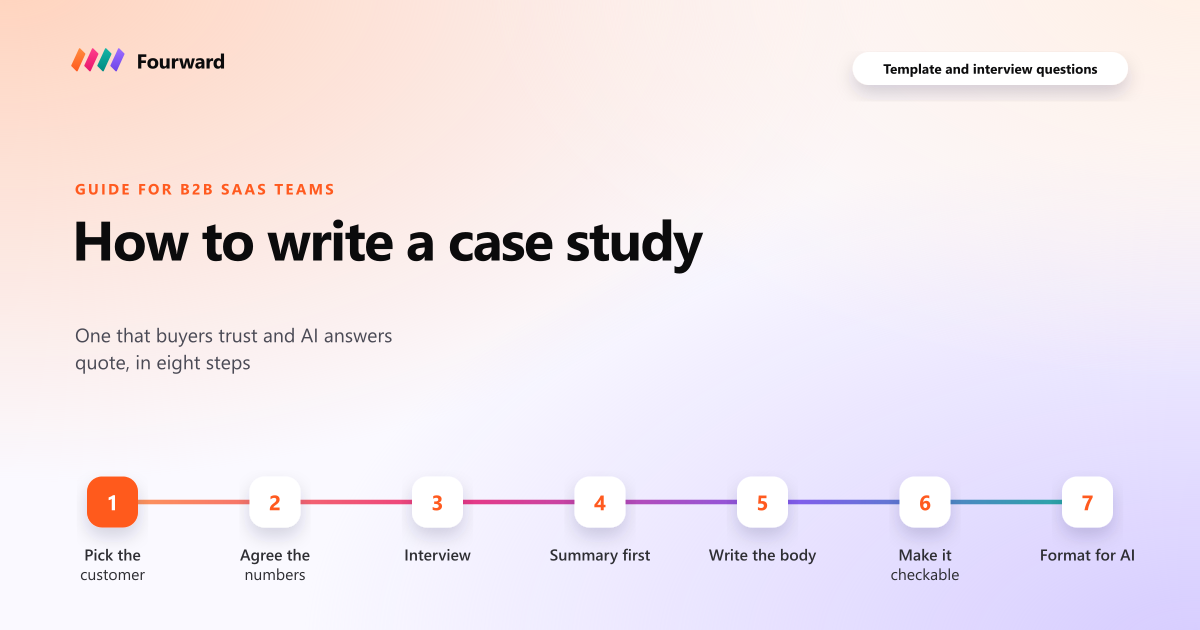 Fourward
Template and interview questions
GUIDE FOR B2B SAAS TEAMS
How to write a case study
One that buyers trust and AI answers
quote, in eight steps
1
2
3
4
5
6
7
Pick the
customer
Agree the
numbers
Interview
Summary first
Write the body
Make it
checkable
Format for AI